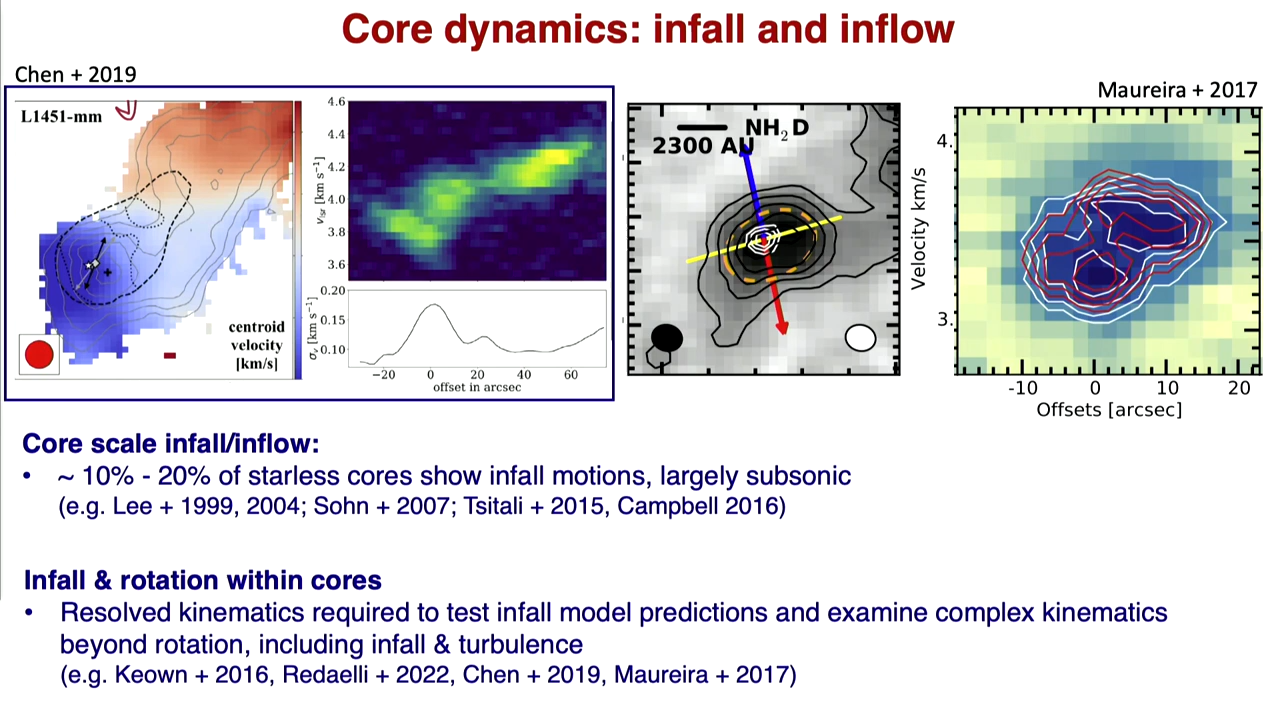 Core dynamics: infall and inflow
Chen + 2019
Maureira + 2017
L1451-mm
centroid
velocity
[km/s]
4.6
4.4
4.2
4.0
3.8
3.6
v_lsr [km s⁻¹]
0.20
0.15
0.10
σ_v [km s⁻¹]
−20 0 20 40 60
offset in arcsec
NH₂D
2300 AU
Velocity km/s
4.
3.
-10 0 10 20
Offsets [arcsec]
Core scale infall/inflow:
• ~ 10% - 20% of starless cores show infall motions, largely subsonic
(e.g. Lee + 1999, 2004; Sohn + 2007; Tsitali + 2015, Campbell 2016)
Infall & rotation within cores
• Resolved kinematics required to test infall model predictions and examine complex kinematics
beyond rotation, including infall & turbulence
(e.g. Keown + 2016, Redaelli + 2022, Chen + 2019, Maureira + 2017)